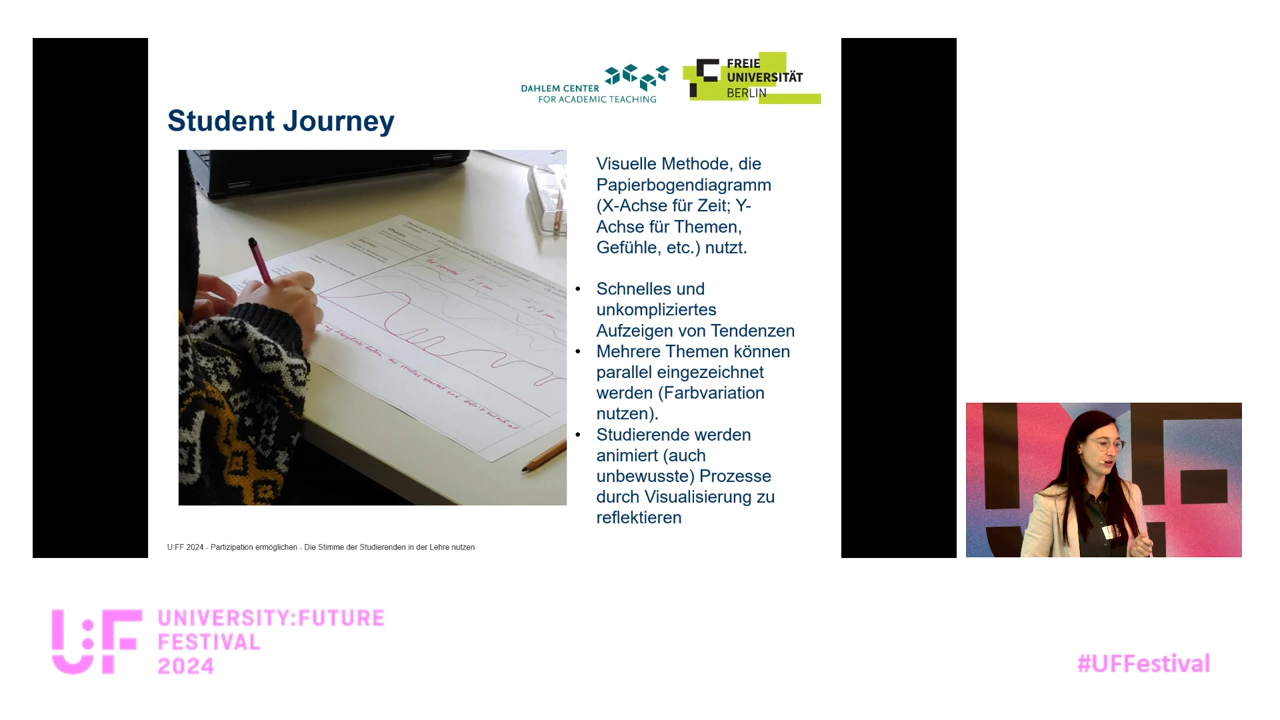 DAHLEM CENTER
FOR ACADEMIC TEACHING
FREIE
UNIVERSITÄT
BERLIN
Student Journey
Visuelle Methode, die
Papierbogendiagramm
(X-Achse für Zeit; Y-
Achse für Themen,
Gefühle, etc.) nutzt.
• Schnelles und
unkompliziertes
Aufzeigen von Tendenzen
• Mehrere Themen können
parallel eingezeichnet
werden (Farbvariation
nutzen).
• Studierende werden
animiert (auch
unbewusste) Prozesse
durch Visualisierung zu
reflektieren
U:FF 2024 - Partizipation ermöglichen - Die Stimme der Studierenden in der Lehre nutzen
U:F
UNIVERSITY:FUTURE
FESTIVAL
2024
#UFFestival